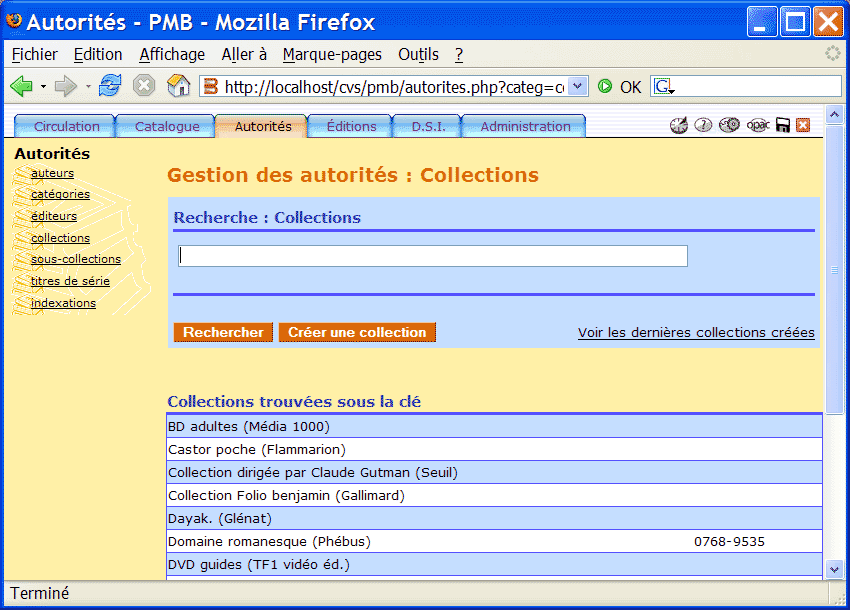 Autorités - PMB - Mozilla Firefox
Fichier Edition Affichage Aller à Marque-pages Outils ?
http://localhost/cvs/pmb/autorites.php?categ=c OK G
Circulation Catalogue Autorités Éditions D.S.I. Administration opac
Autorités
auteurs
catégories
éditeurs
collections
sous-collections
titres de série
indexations
Gestion des autorités : Collections
Recherche : Collections
Rechercher Créer une collection Voir les dernières collections créées
Collections trouvées sous la clé
BD adultes (Média 1000)
Castor poche (Flammarion)
Collection dirigée par Claude Gutman (Seuil)
Collection Folio benjamin (Gallimard)
Dayak. (Glénat)
Domaine romanesque (Phébus) 0768-9535
DVD guides (TF1 vidéo éd.)
Terminé